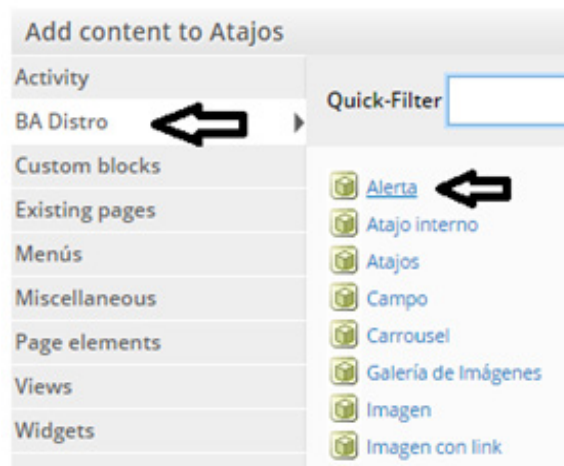 Add content to Atajos
Activity
BA Distro
Custom blocks
Existing pages
Menús
Miscellaneous
Page elements
Views
Widgets
Quick-Filter
Alerta
Atajo interno
Atajos
Campo
Carrousel
Galería de Imágenes
Imagen
Imagen con link